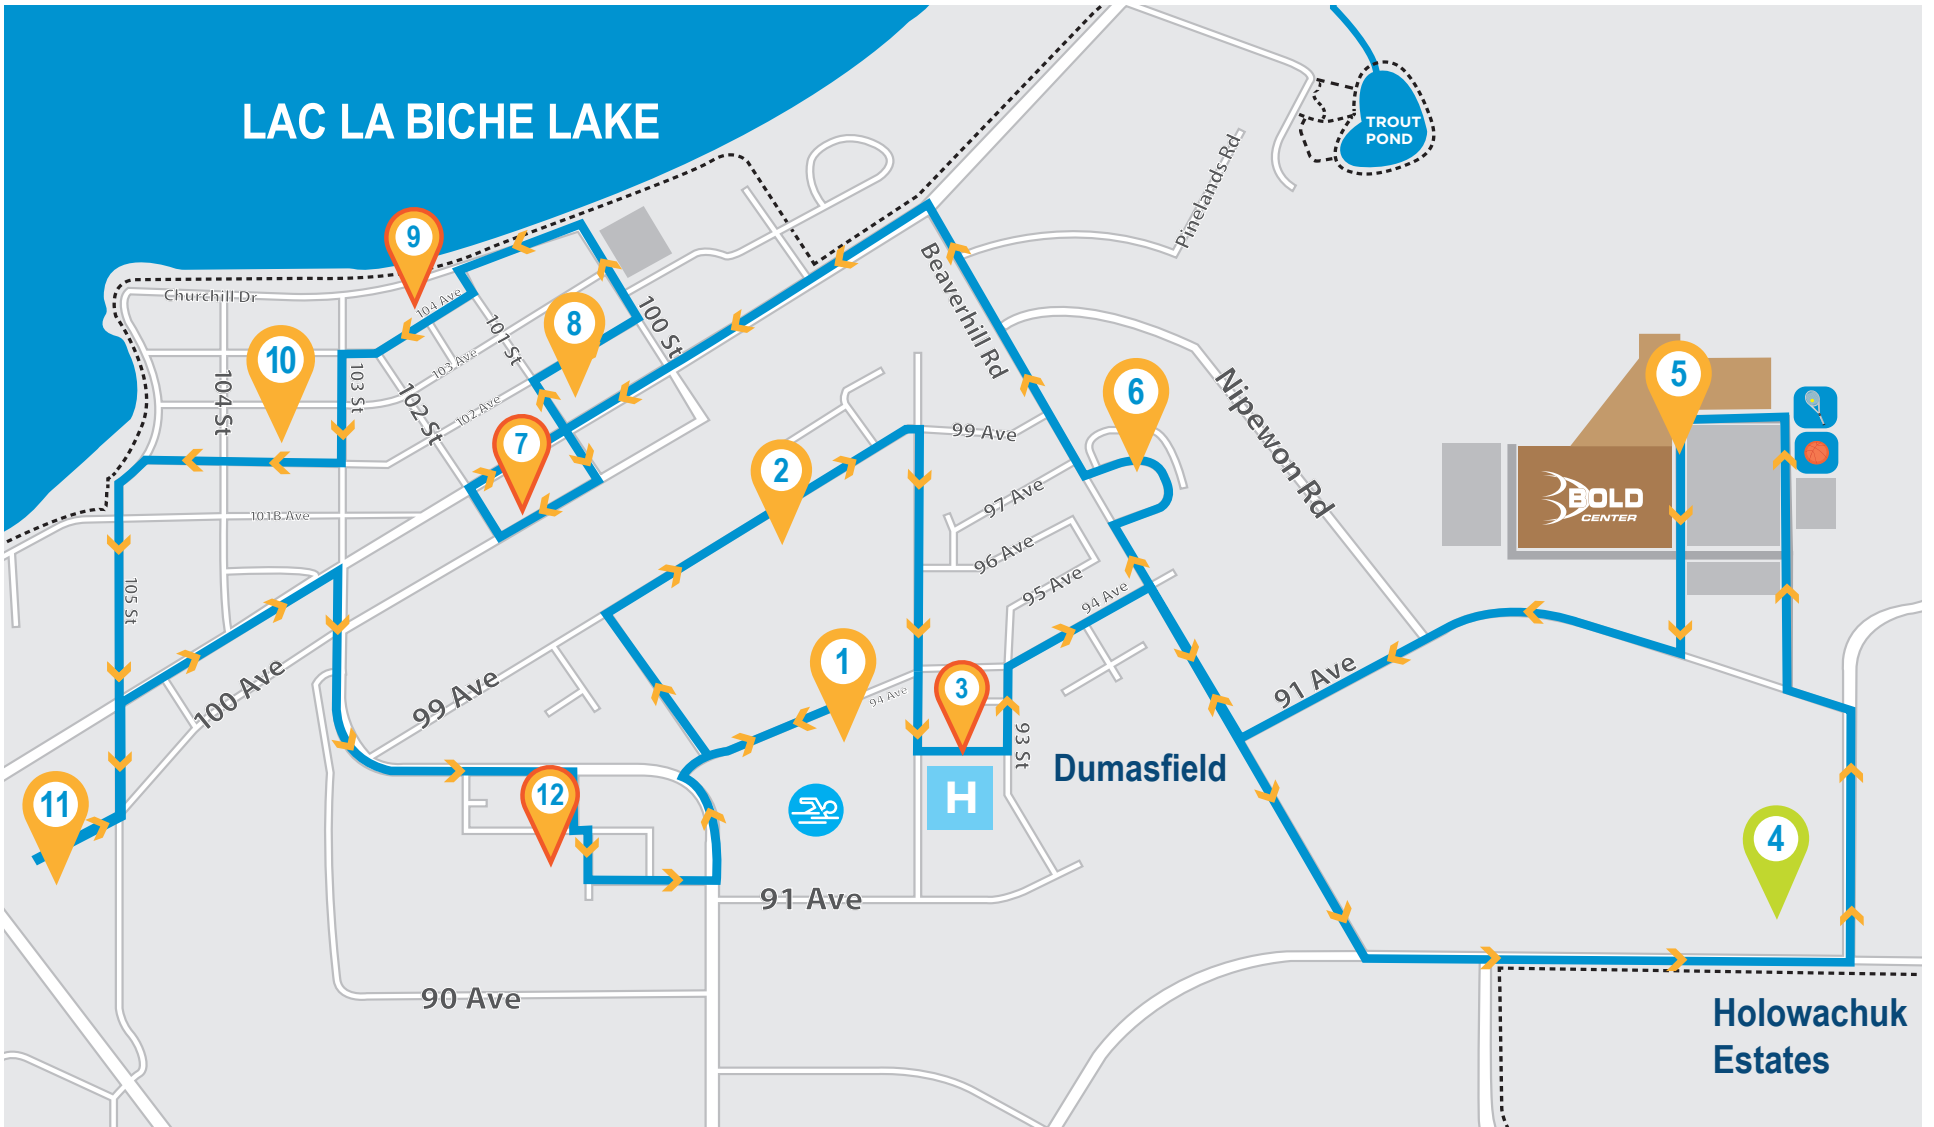 LAC LA BICHE LAKE
TROUT
POND
Pinelands Rd
9
Churchill Dr
104 Ave
Beaverhill Rd
8
100 St
101 St
10
103 Ave
103 St
104 St
102 St
102 Ave
6
Nipewon Rd
5
7
99 Ave
2
97 Ave
BOLD
CENTER
101B Ave
96 Ave
95 Ave
94 Ave
105 St
1
100 Ave
99 Ave
94 Ave
3
91 Ave
93 St
Dumasfield
11
12
H
4
91 Ave
90 Ave
Holowachuk
Estates